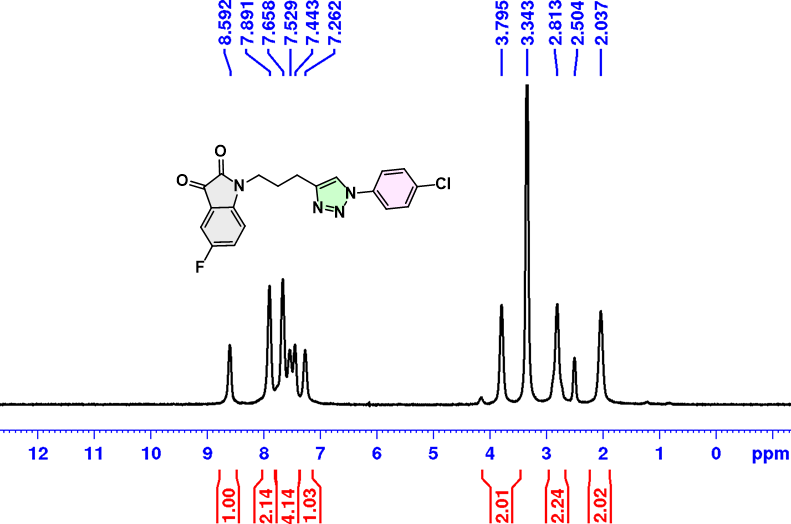 8.592
7.891
7.658
7.529
7.443
7.262
3.795
3.343
2.813
2.504
2.037
O
O
N
N
N
N
Cl
F
12 11 10 9 8 7 6 5 4 3 2 1 0 ppm
1.00
2.14
4.14
1.03
2.01
2.24
2.02